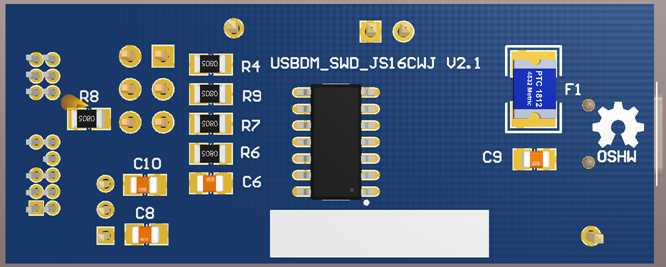 USBDM_SWD_JS16CWJ V2.1
R4
R8
0805
R9
0805
0805
R7
0805
R6
0805
C10
C6
C8
PTC 1812
4532 Metric
F1
C9
OSHW